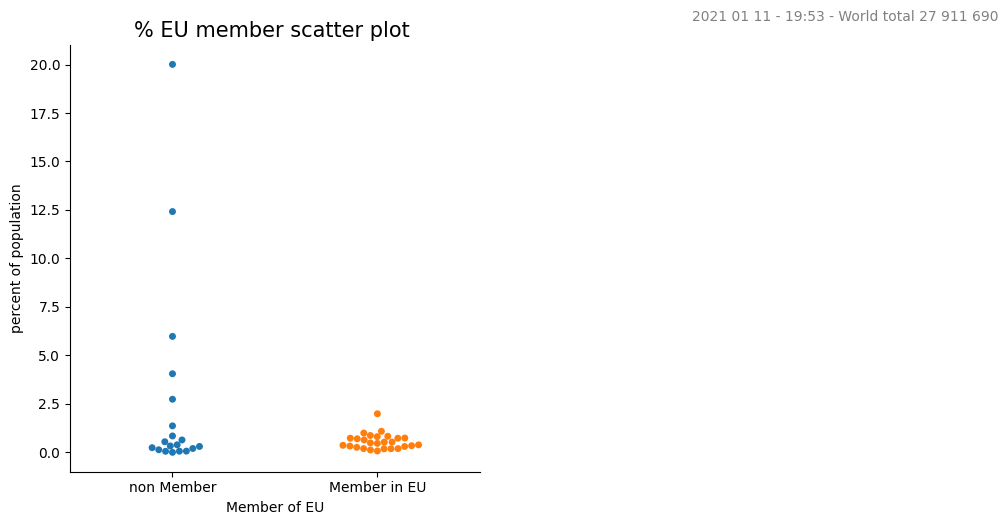 2021 01 11 - 19:53 - World total 27 911 690
% EU member scatter plot
percent of population
20.0
17.5
15.0
12.5
10.0
7.5
5.0
2.5
0.0
non Member
Member in EU
Member of EU